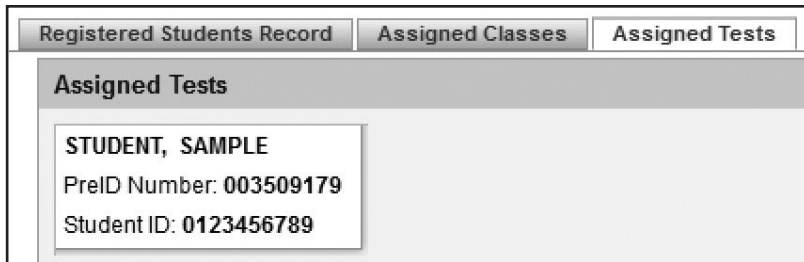 Registered Students Record Assigned Classes Assigned Tests
Assigned Tests
STUDENT, SAMPLE
PreID Number: 003509179
Student ID: 0123456789